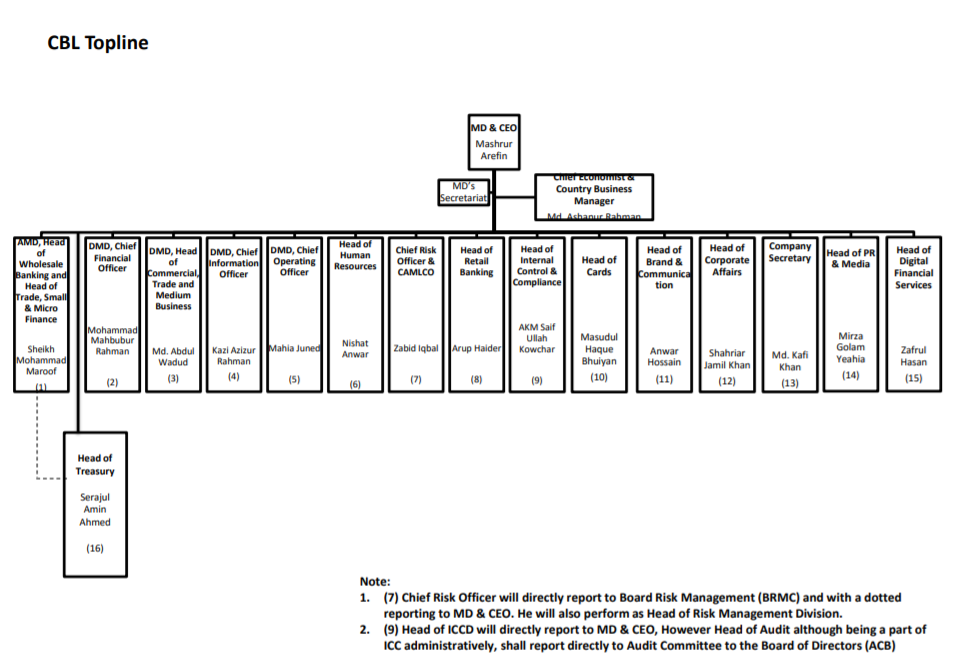 CBL Topline
MD & CEO
Mashrur
Arefin
MD's
Secretariat
Chief Economist &
Country Business
Manager
Md. Ashanur Rahman
AMD, Head
of
Wholesale
Banking and
Head of
Trade, Small
& Micro
Finance
Sheikh
Mohammad
Maroof
(1)
DMD, Chief
Financial
Officer
Mohammad
Mahbubur
Rahman
(2)
DMD, Head
of
Commercial,
Trade and
Medium
Business
Md. Abdul
Wadud
(3)
DMD, Chief
Information
Officer
Kazi Azizur
Rahman
(4)
DMD, Chief
Operating
Officer
Mahia Juned
(5)
Head of
Human
Resources
Nishat
Anwar
(6)
Chief Risk
Officer &
CAMLCO
Zabid Iqbal
(7)
Head of
Retail
Banking
Arup Haider
(8)
Head of
Internal
Control &
Compliance
AKM Saif
Ullah
Kowchar
(9)
Head of
Cards
Masudul
Haque
Bhuiyan
(10)
Head of
Brand &
Communica
tion
Anwar
Hossain
(11)
Head of
Corporate
Affairs
Shahriar
Jamil Khan
(12)
Company
Secretary
Md. Kafi
Khan
(13)
Head of PR
& Media
Mirza
Golam
Yeahia
(14)
Head of
Digital
Financial
Services
Zafrul
Hasan
(15)
Head of
Treasury
Serajul
Amin
Ahmed
(16)
Note:
1. (7) Chief Risk Officer will directly report to Board Risk Management (BRMC) and with a dotted
reporting to MD & CEO. He will also perform as Head of Risk Management Division.
2. (9) Head of ICCD will directly report to MD & CEO, However Head of Audit although being a part of
ICC administratively, shall report directly to Audit Committee to the Board of Directors (ACB)